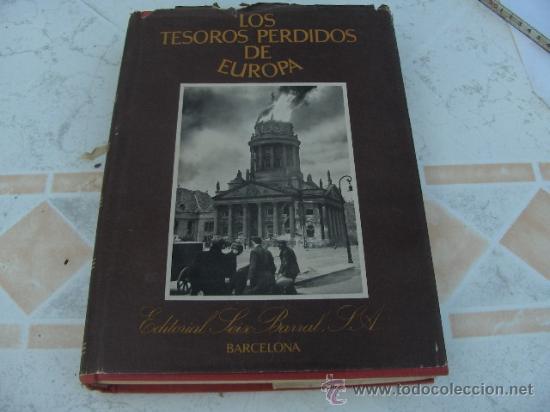 LOS
TESOROS PERDIDOS
DE
EUROPA
Editorial Seix Barral, S.A.
BARCELONA
www.todocoleccion.net